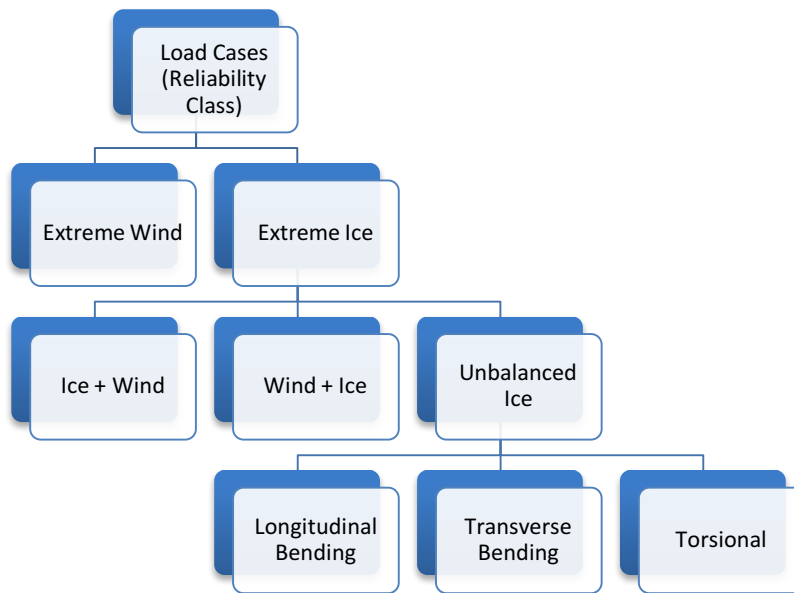 Load Cases
(Reliability
Class)
Extreme Wind
Extreme Ice
Ice + Wind
Wind + Ice
Unbalanced
Ice
Longitudinal
Bending
Transverse
Bending
Torsional